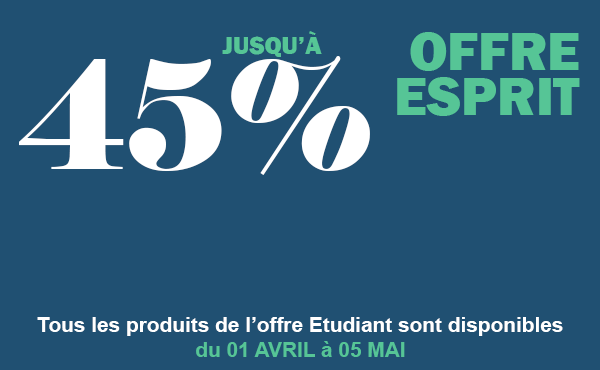 JUSQU’À
45%
OFFRE
ESPRIT
Tous les produits de l’offre Etudiant sont disponibles
du 01 AVRIL à 05 MAI